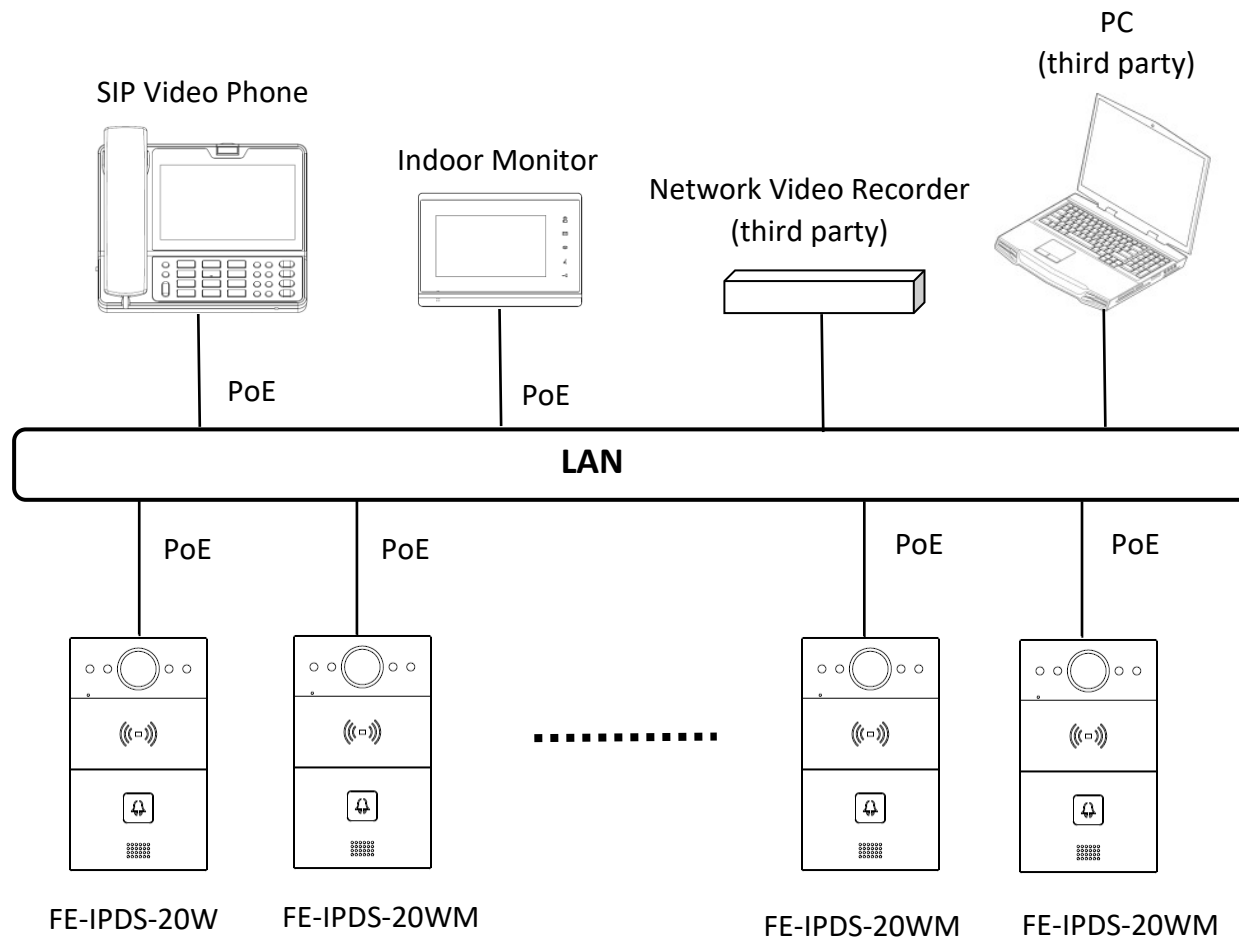 PC
(third party)
SIP Video Phone
Indoor Monitor
Network Video Recorder
(third party)
PoE
PoE
LAN
PoE
PoE
PoE
PoE
FE-IPDS-20W
FE-IPDS-20WM
FE-IPDS-20WM
FE-IPDS-20WM